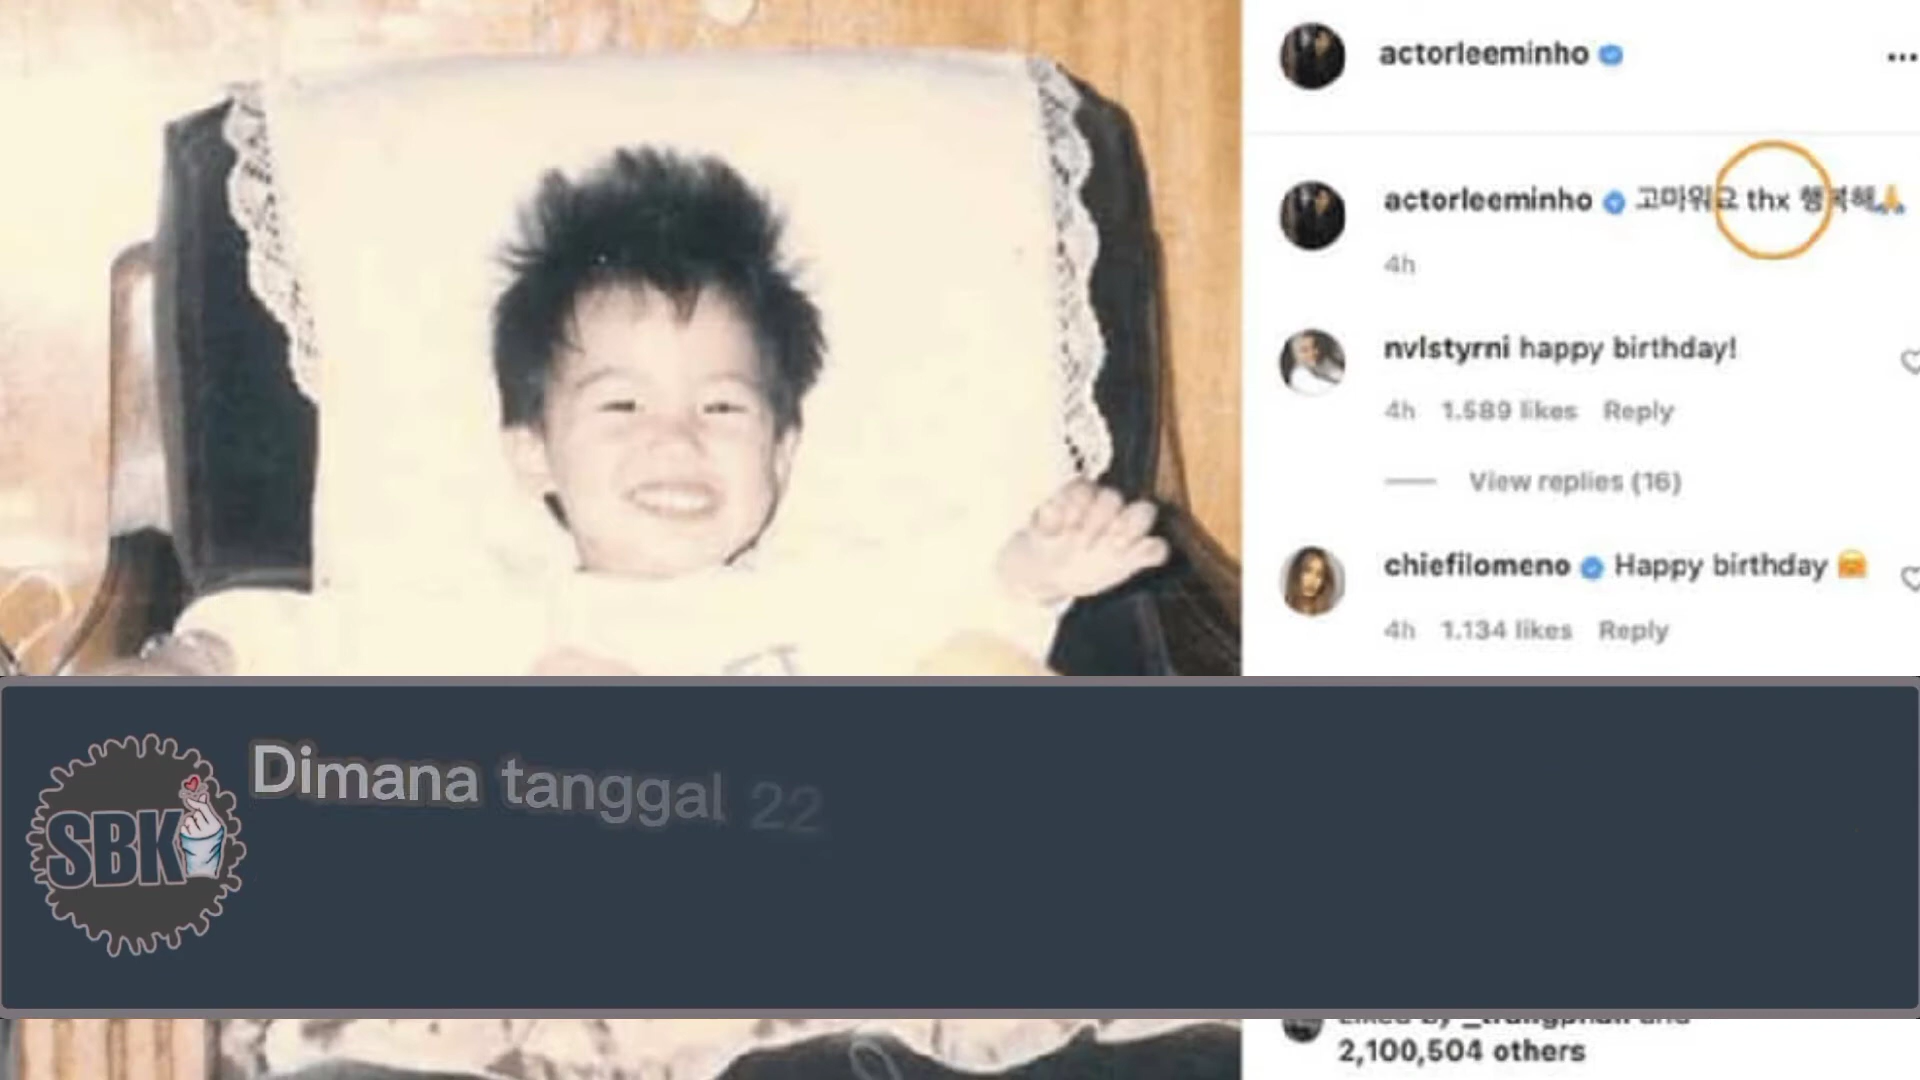 actorleeminho
actorleeminho 고마워요 thx 행복해🙏
4h
nvlstyrni happy birthday!
4h 1.589 likes Reply
View replies (16)
chiefilomeno Happy birthday
4h 1.134 likes Reply
Dimana tanggal 22
SBK
2,100,504 others